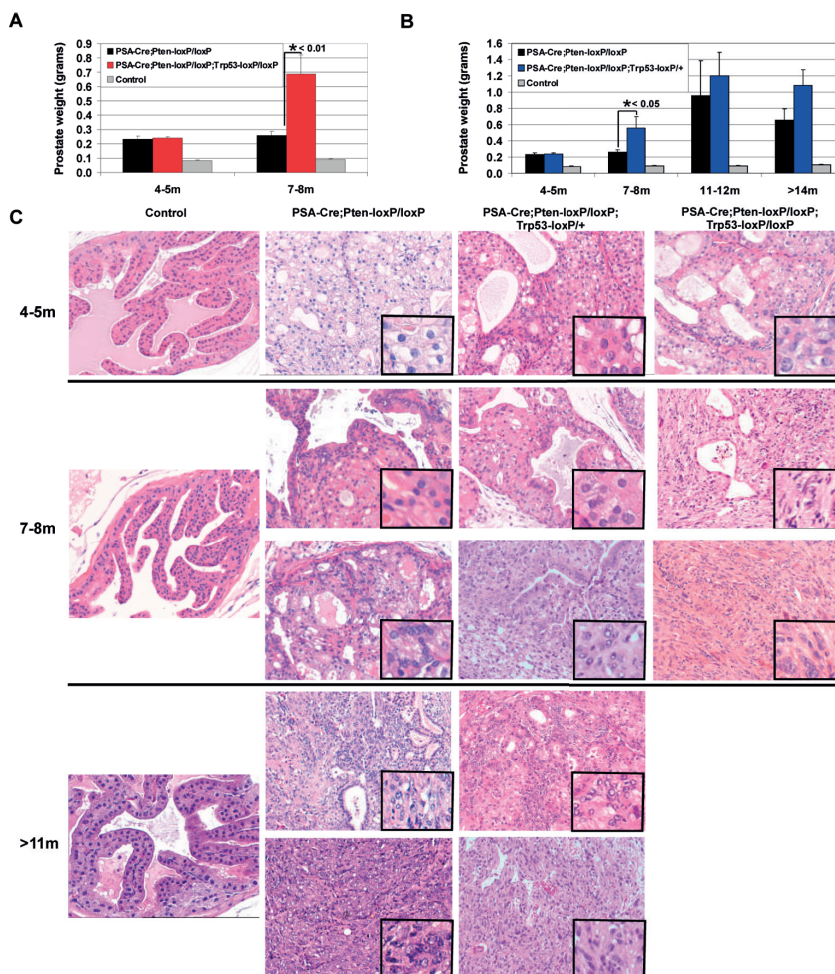 A
Prostate weight (grams)
0.9
0.8
0.7
0.6
0.5
0.4
0.3
0.2
0.1
0.0
PSA-Cre;Pten-loxP/loxP
PSA-Cre;Pten-loxP/loxP;Trp53-loxP/loxP
Control
*< 0.01
4-5m
7-8m
B
Prostate weight (grams)
1.6
1.4
1.2
1.0
0.8
0.6
0.4
0.2
0.0
PSA-Cre;Pten-loxP/loxP
PSA-Cre;Pten-loxP/loxP;Trp53-loxP/+
Control
*< 0.05
4-5m
7-8m
11-12m
>14m
C
Control
PSA-Cre;Pten-loxP/loxP
PSA-Cre;Pten-loxP/loxP;
Trp53-loxP/+
PSA-Cre;Pten-loxP/loxP;
Trp53-loxP/loxP
4-5m
7-8m
>11m